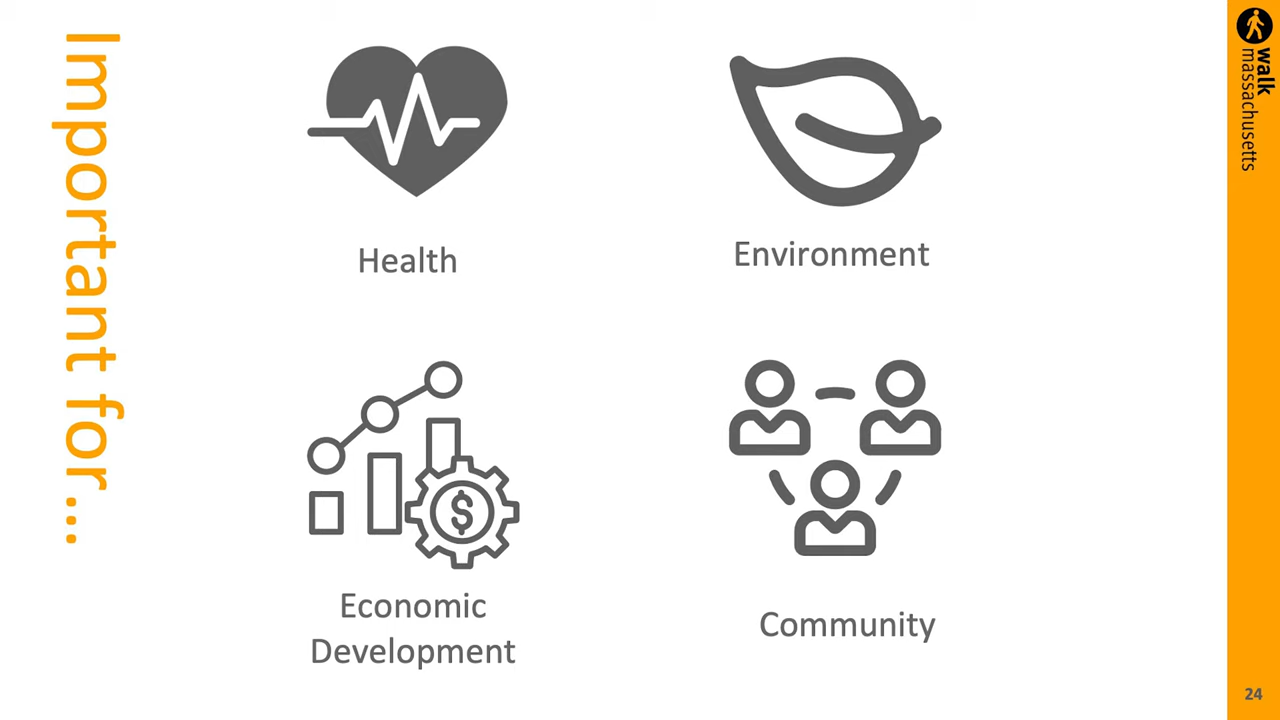 Important for...
Health
Environment
$
Economic
Development
Community
walk
massachusetts
24